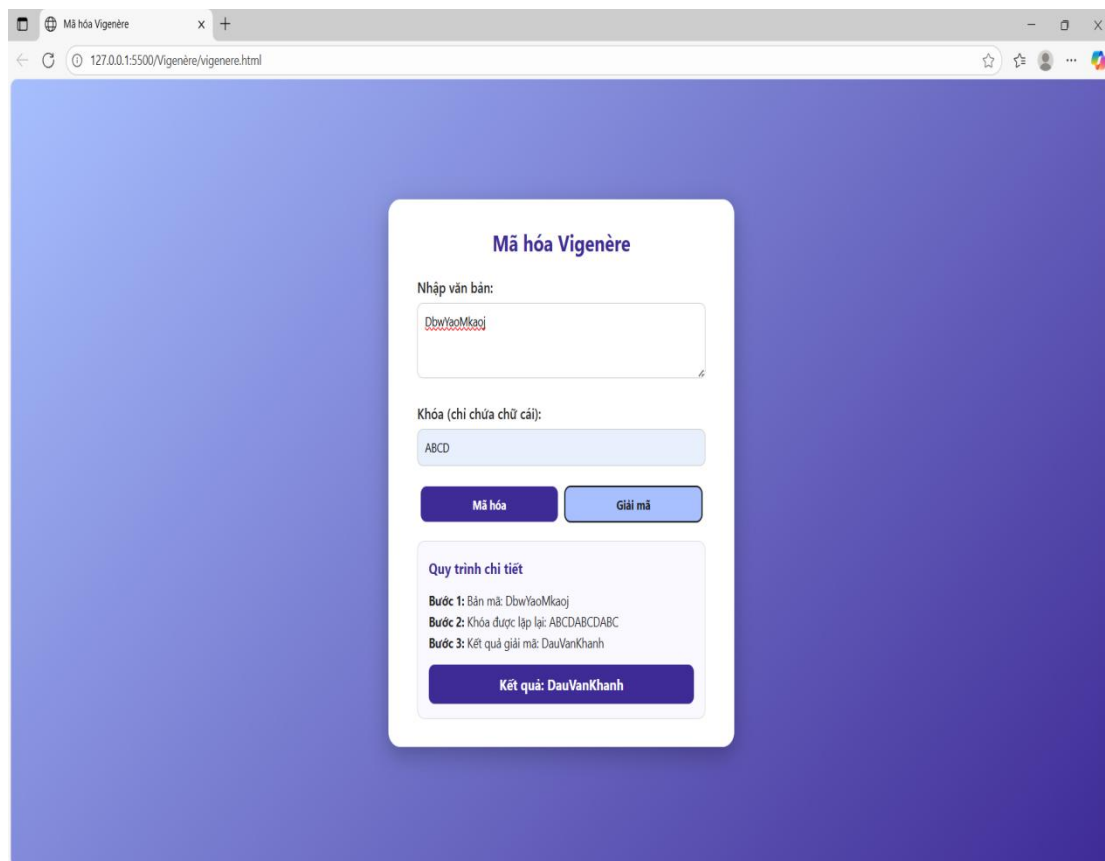 Mã hóa Vigenère
127.0.0.1:5500/Vigenère/vigenere.html
Mã hóa Vigenère
Nhập văn bản:
DbwYaoMkaoj
Khóa (chỉ chứa chữ cái):
ABCD
Mã hóa
Giải mã
Quy trình chi tiết
Bước 1: Bản mã: DbwYaoMkaoj
Bước 2: Khóa được lặp lại: ABCDABCDABC
Bước 3: Kết quả giải mã: DauVanKhanh
Kết quả: DauVanKhanh